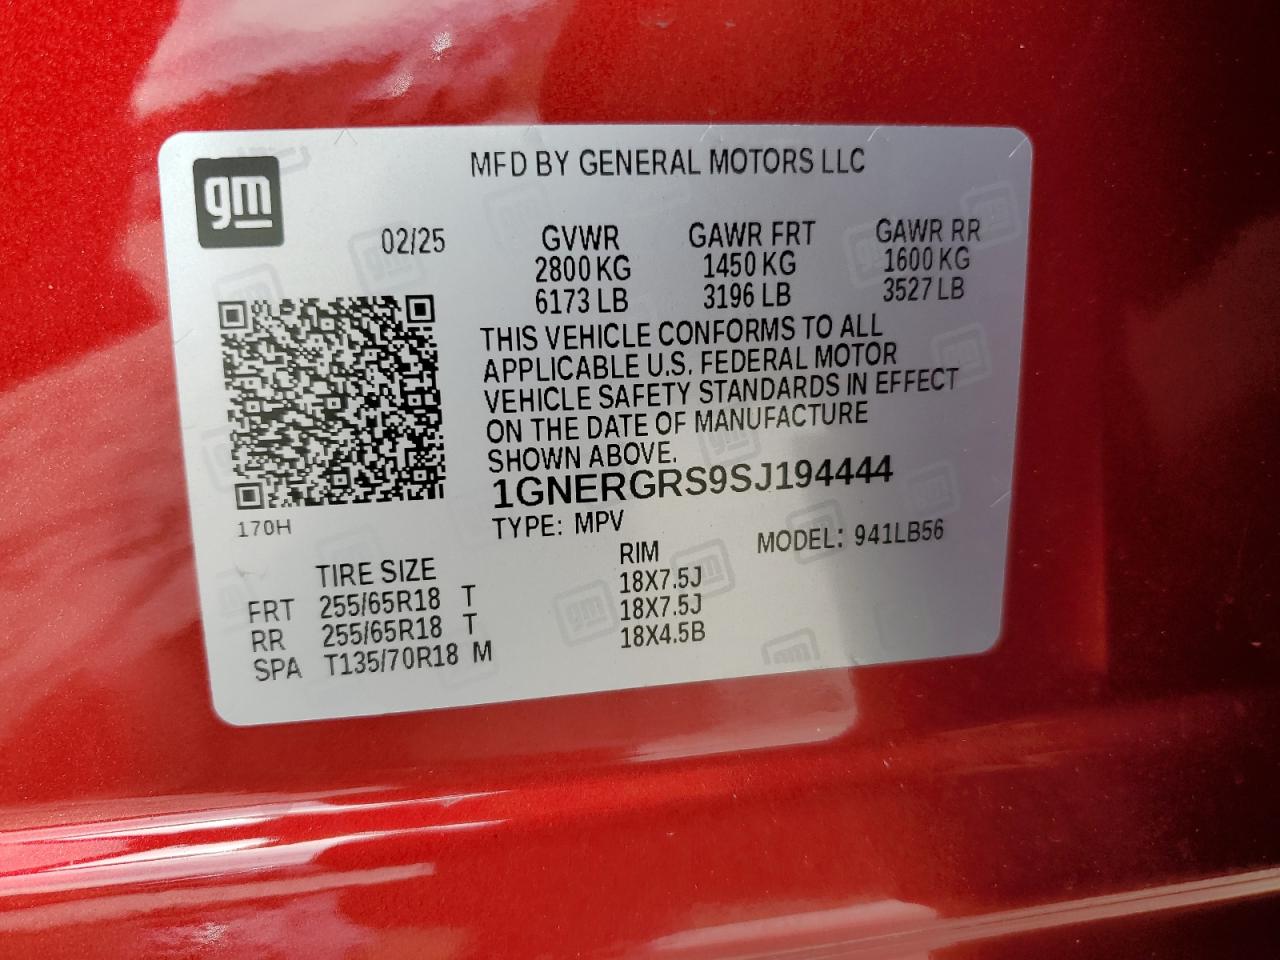 gm
MFD BY GENERAL MOTORS LLC
02/25
GVWR GAWR FRT GAWR RR
2800 KG 1450 KG 1600 KG
6173 LB 3196 LB 3527 LB
THIS VEHICLE CONFORMS TO ALL
APPLICABLE U.S. FEDERAL MOTOR
VEHICLE SAFETY STANDARDS IN EFFECT
ON THE DATE OF MANUFACTURE
SHOWN ABOVE.
1GNERGRS9SJ194444
170H
TYPE: MPV MODEL: 941LB56
TIRE SIZE RIM
FRT 255/65R18 T 18X7.5J
RR 255/65R18 T 18X7.5J
SPA T135/70R18 M 18X4.5B